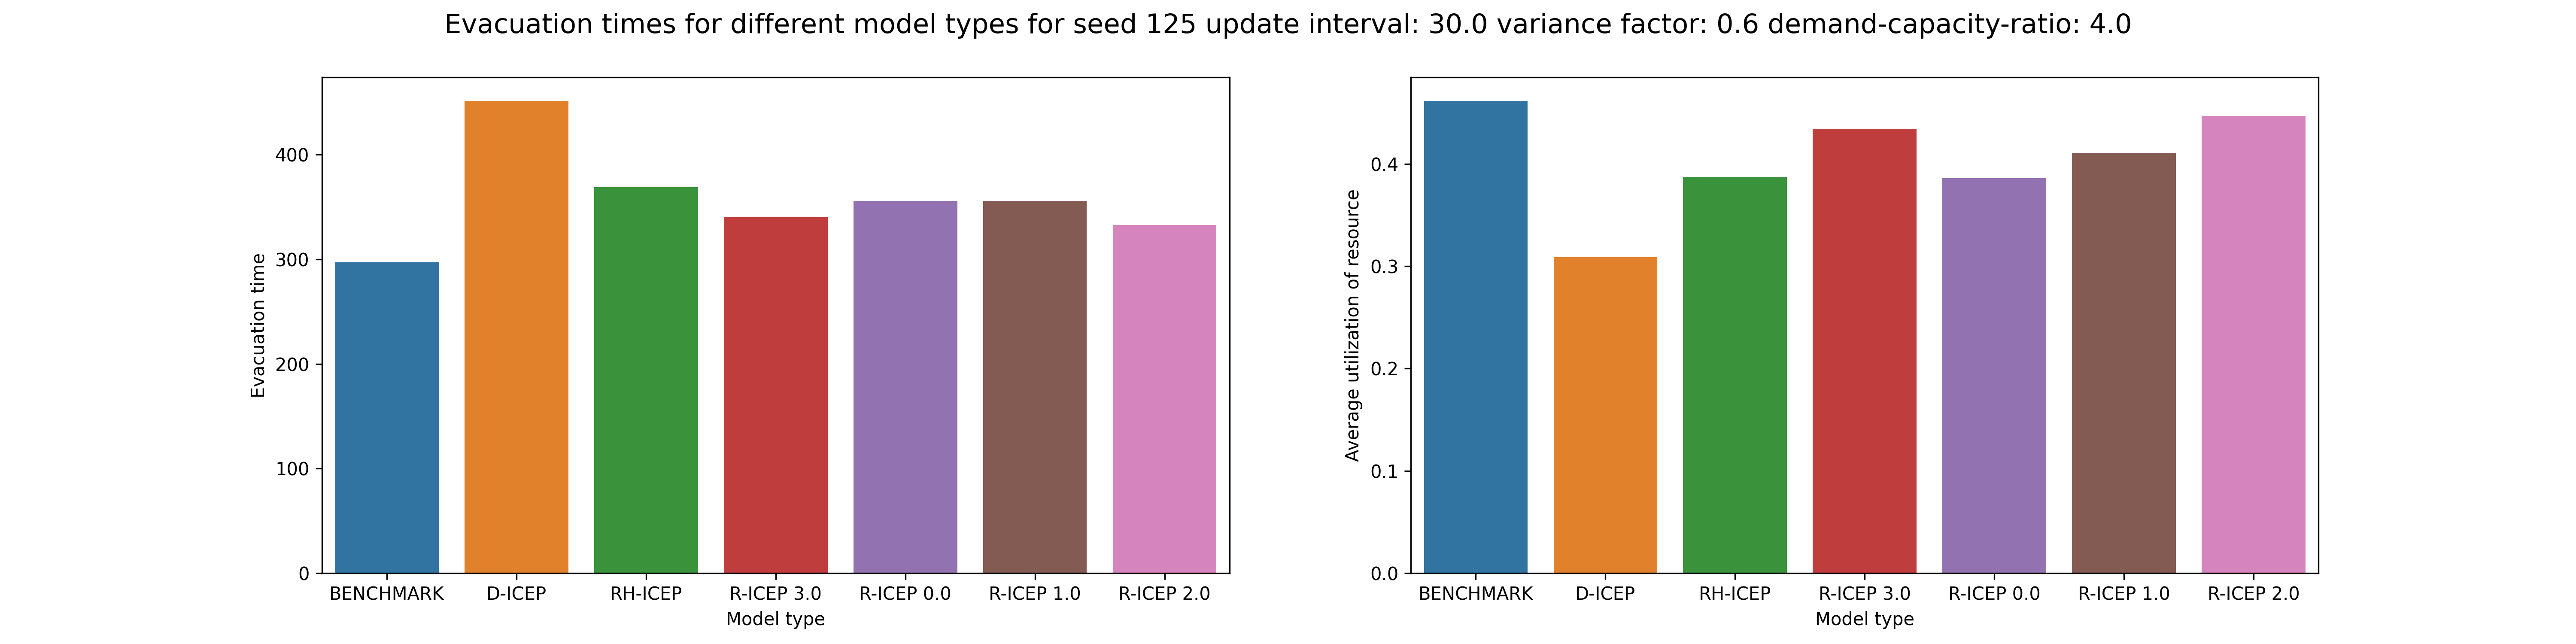 Evacuation times for different model types for seed 125 update interval: 30.0 variance factor: 0.6 demand-capacity-ratio: 4.0
Evacuation time
400
300
200
100
0
BENCHMARK D-ICEP RH-ICEP R-ICEP 3.0 R-ICEP 0.0 R-ICEP 1.0 R-ICEP 2.0
Model type
Average utilization of resource
0.4
0.3
0.2
0.1
0.0
BENCHMARK D-ICEP RH-ICEP R-ICEP 3.0 R-ICEP 0.0 R-ICEP 1.0 R-ICEP 2.0
Model type